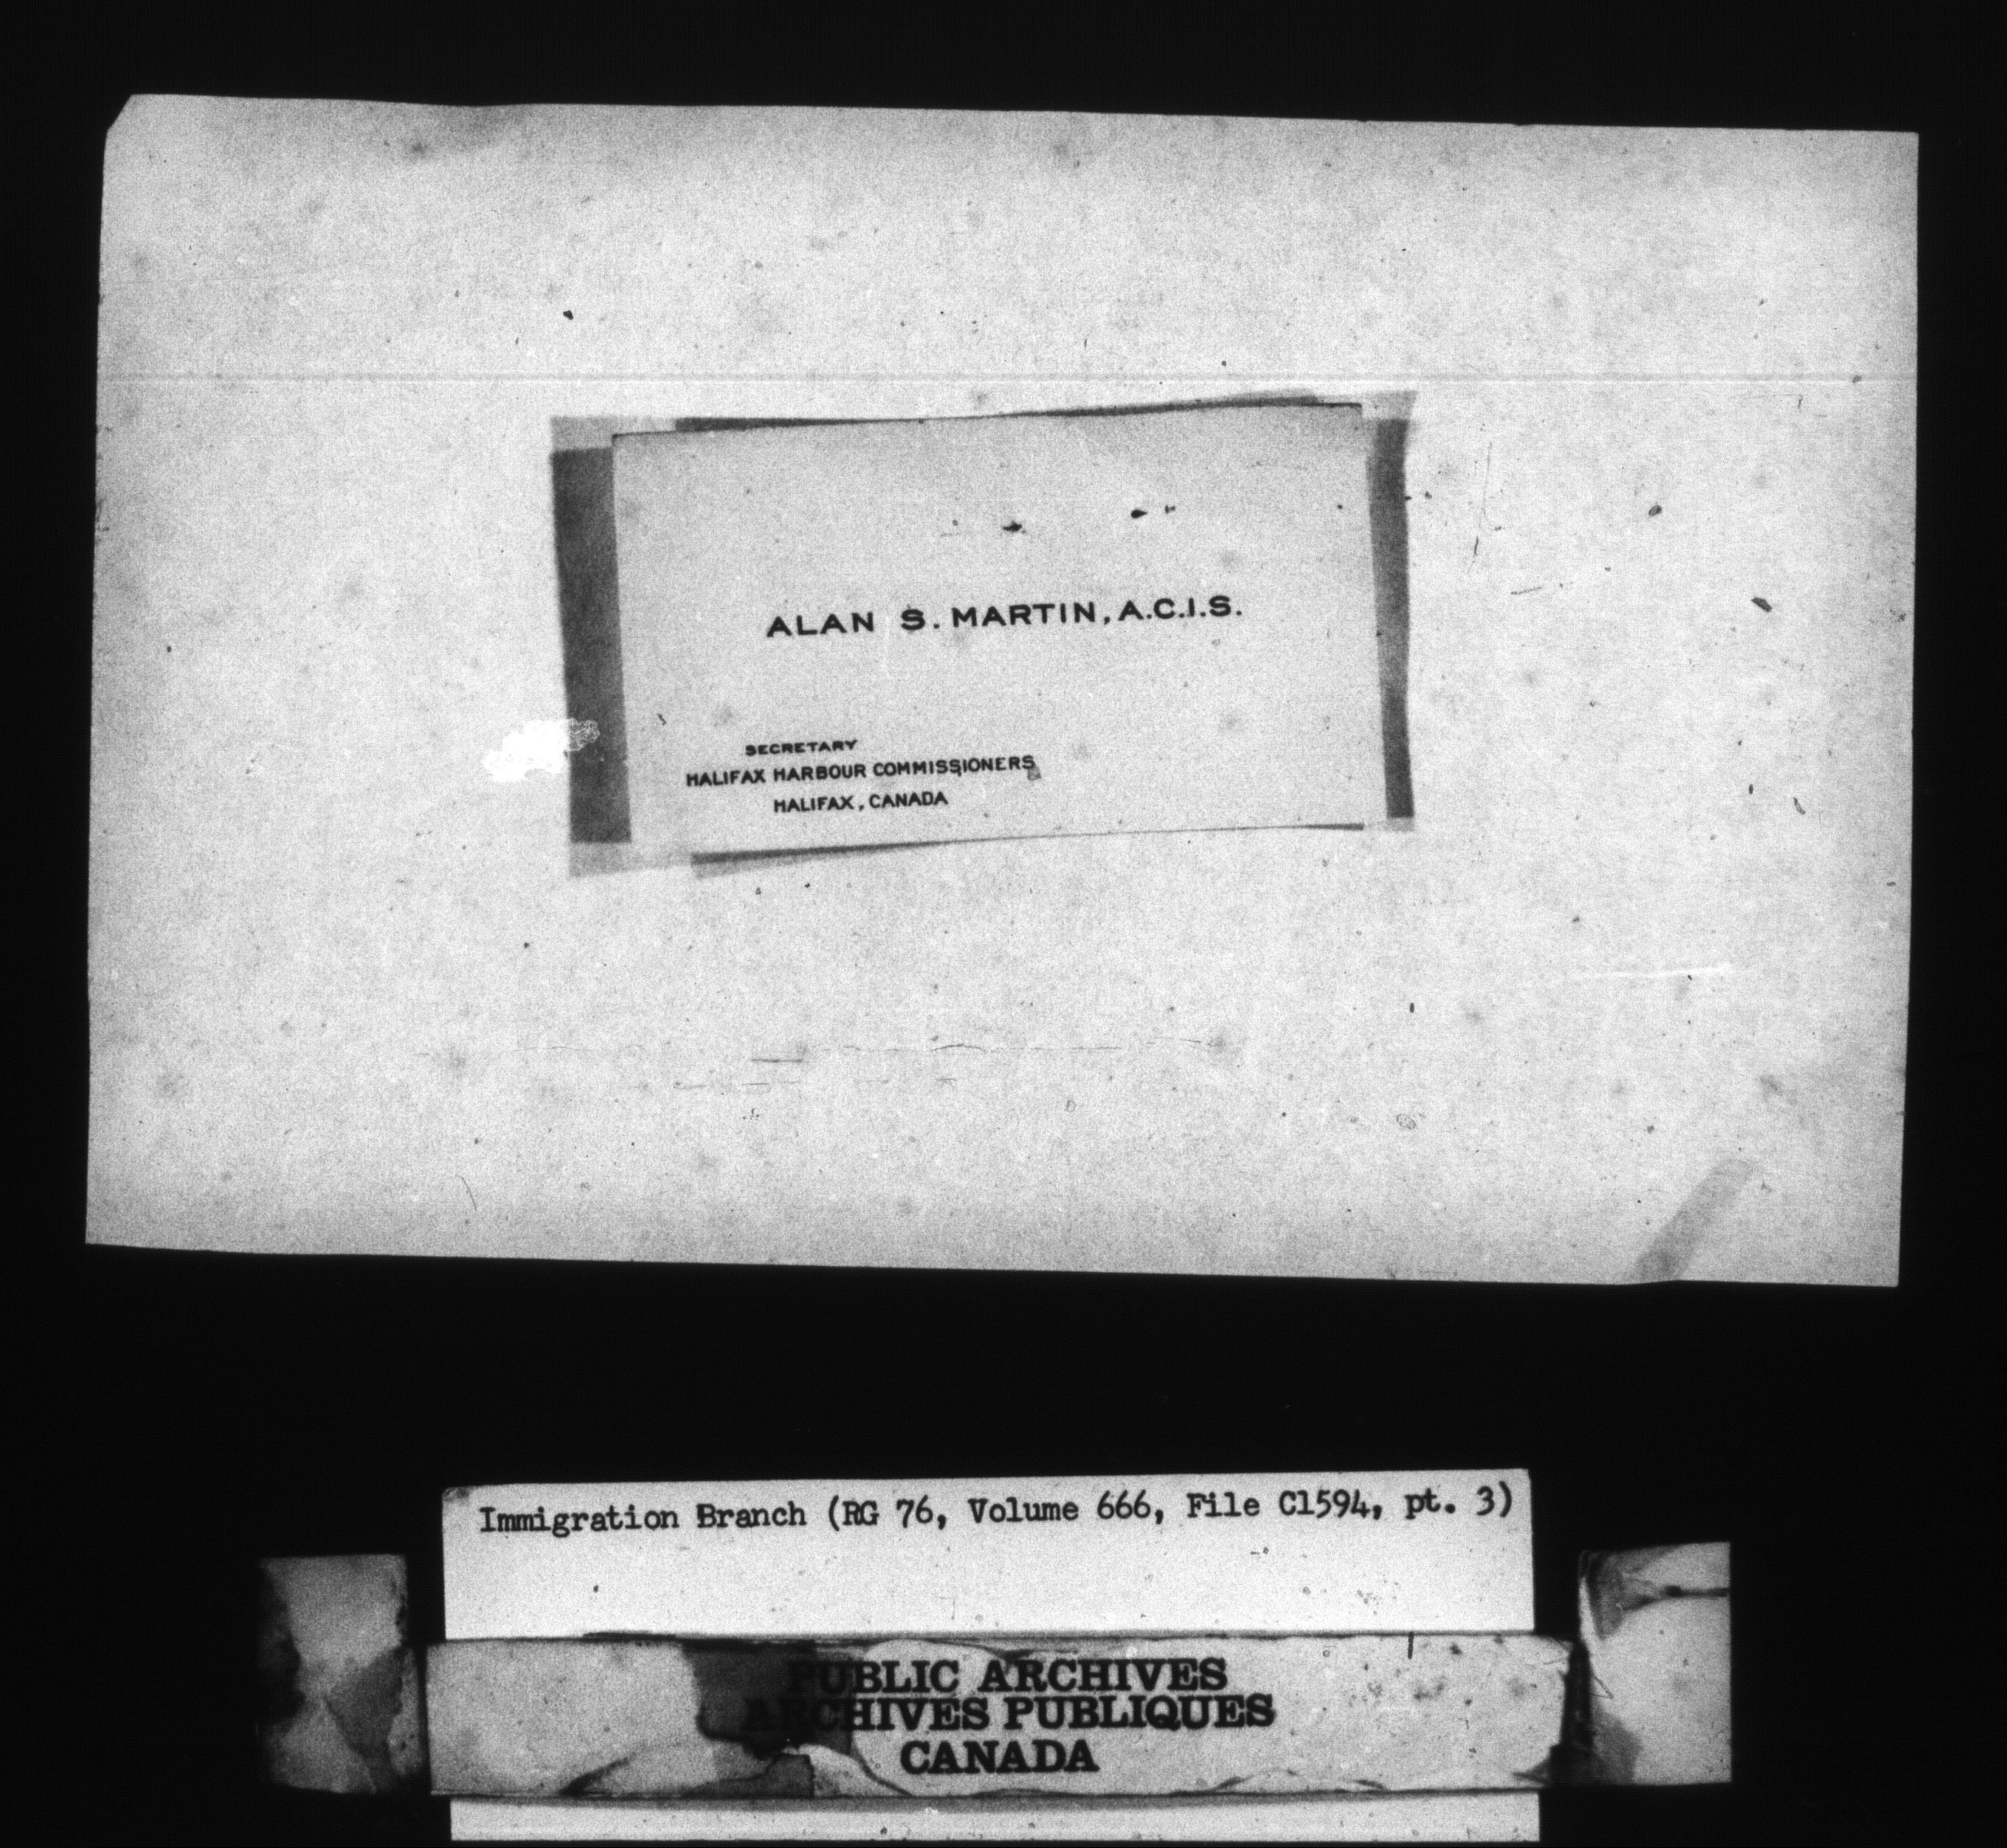 ALAN S. MARTIN, A.C.I.S.
SECRETARY
HALIFAX HARBOUR COMMISSIONERS
HALIFAX, CANADA
Immigration Branch (RG 76, Volume 666, File C1594, pt. 3)
PUBLIC ARCHIVES
ARCHIVES PUBLIQUES
CANADA